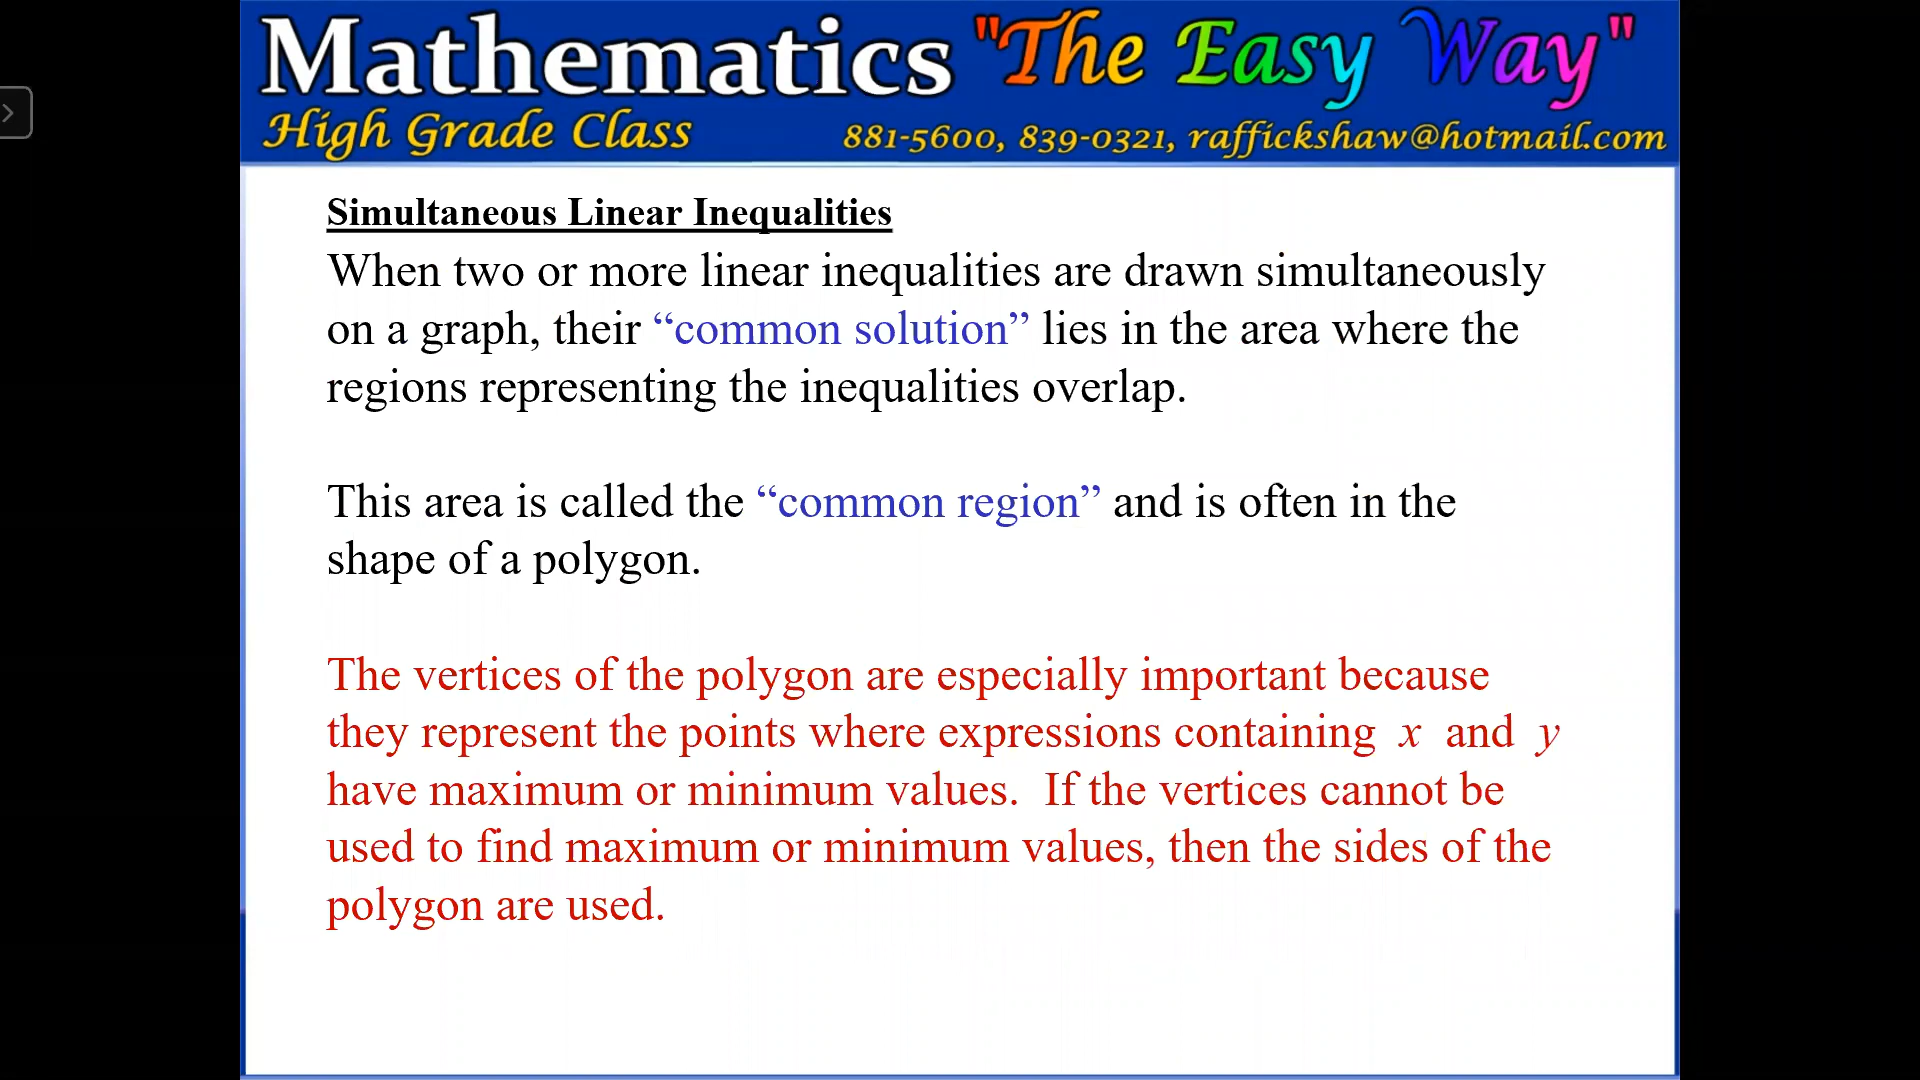 Mathematics "The Easy Way"
High Grade Class
881-5600, 839-0321, raffickshaw@hotmail.com
Simultaneous Linear Inequalities
When two or more linear inequalities are drawn simultaneously
on a graph, their “common solution” lies in the area where the
regions representing the inequalities overlap.
This area is called the “common region” and is often in the
shape of a polygon.
The vertices of the polygon are especially important because
they represent the points where expressions containing x and y
have maximum or minimum values. If the vertices cannot be
used to find maximum or minimum values, then the sides of the
polygon are used.